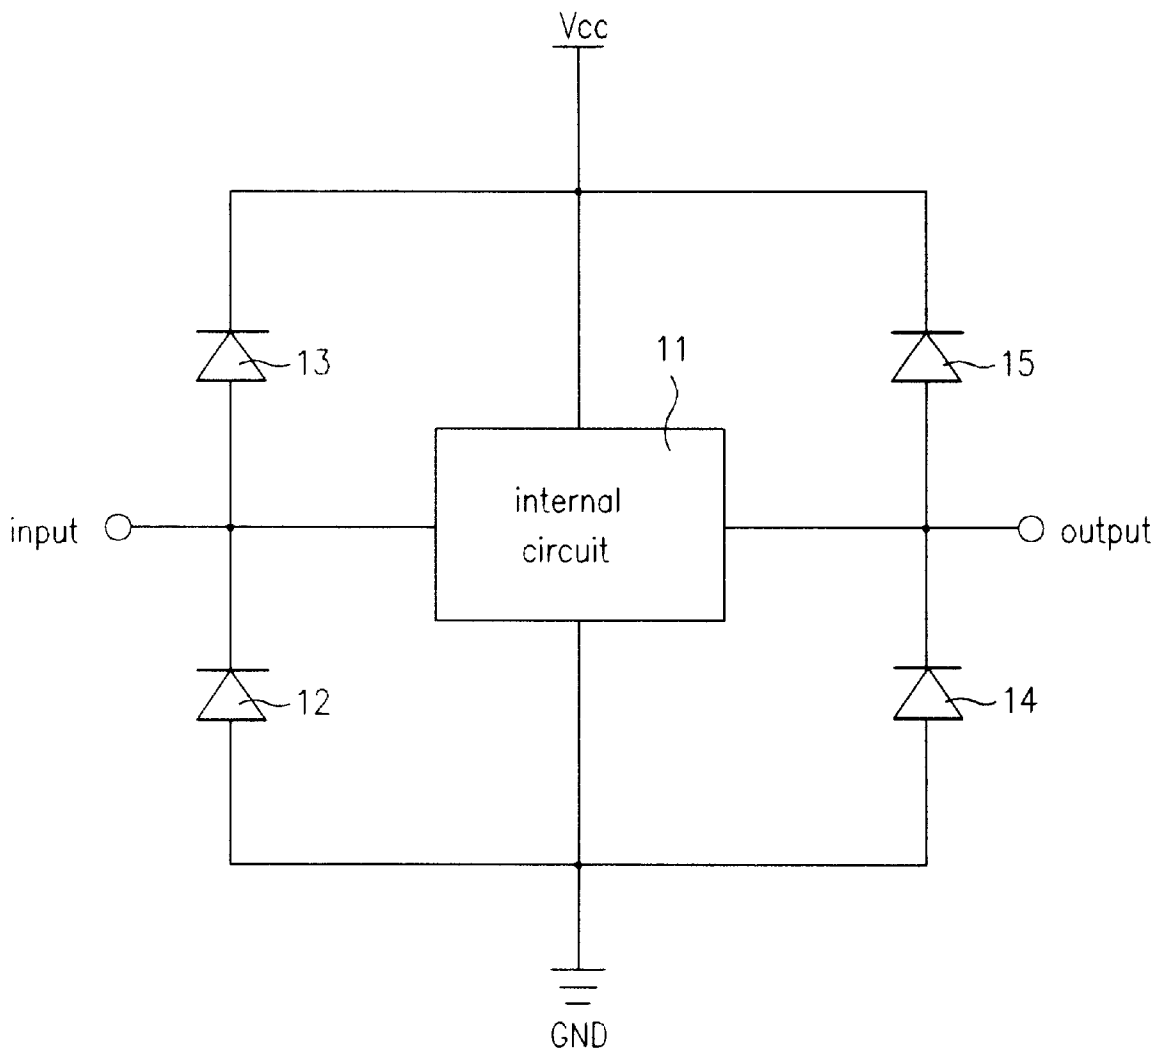 Vcc
13
11
15
internal
circuit
input
output
12
14
GND